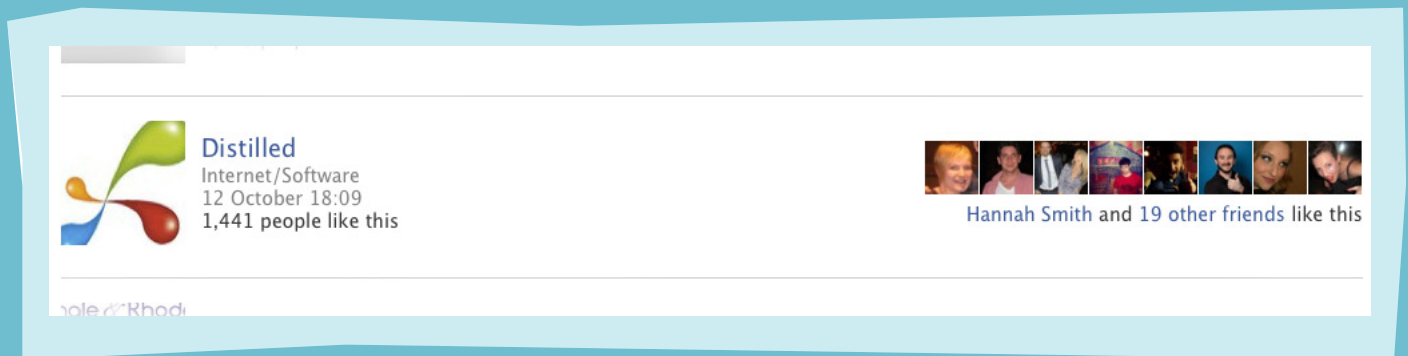 Distilled
Internet/Software
12 October 18:09
1,441 people like this
Hannah Smith and 19 other friends like this